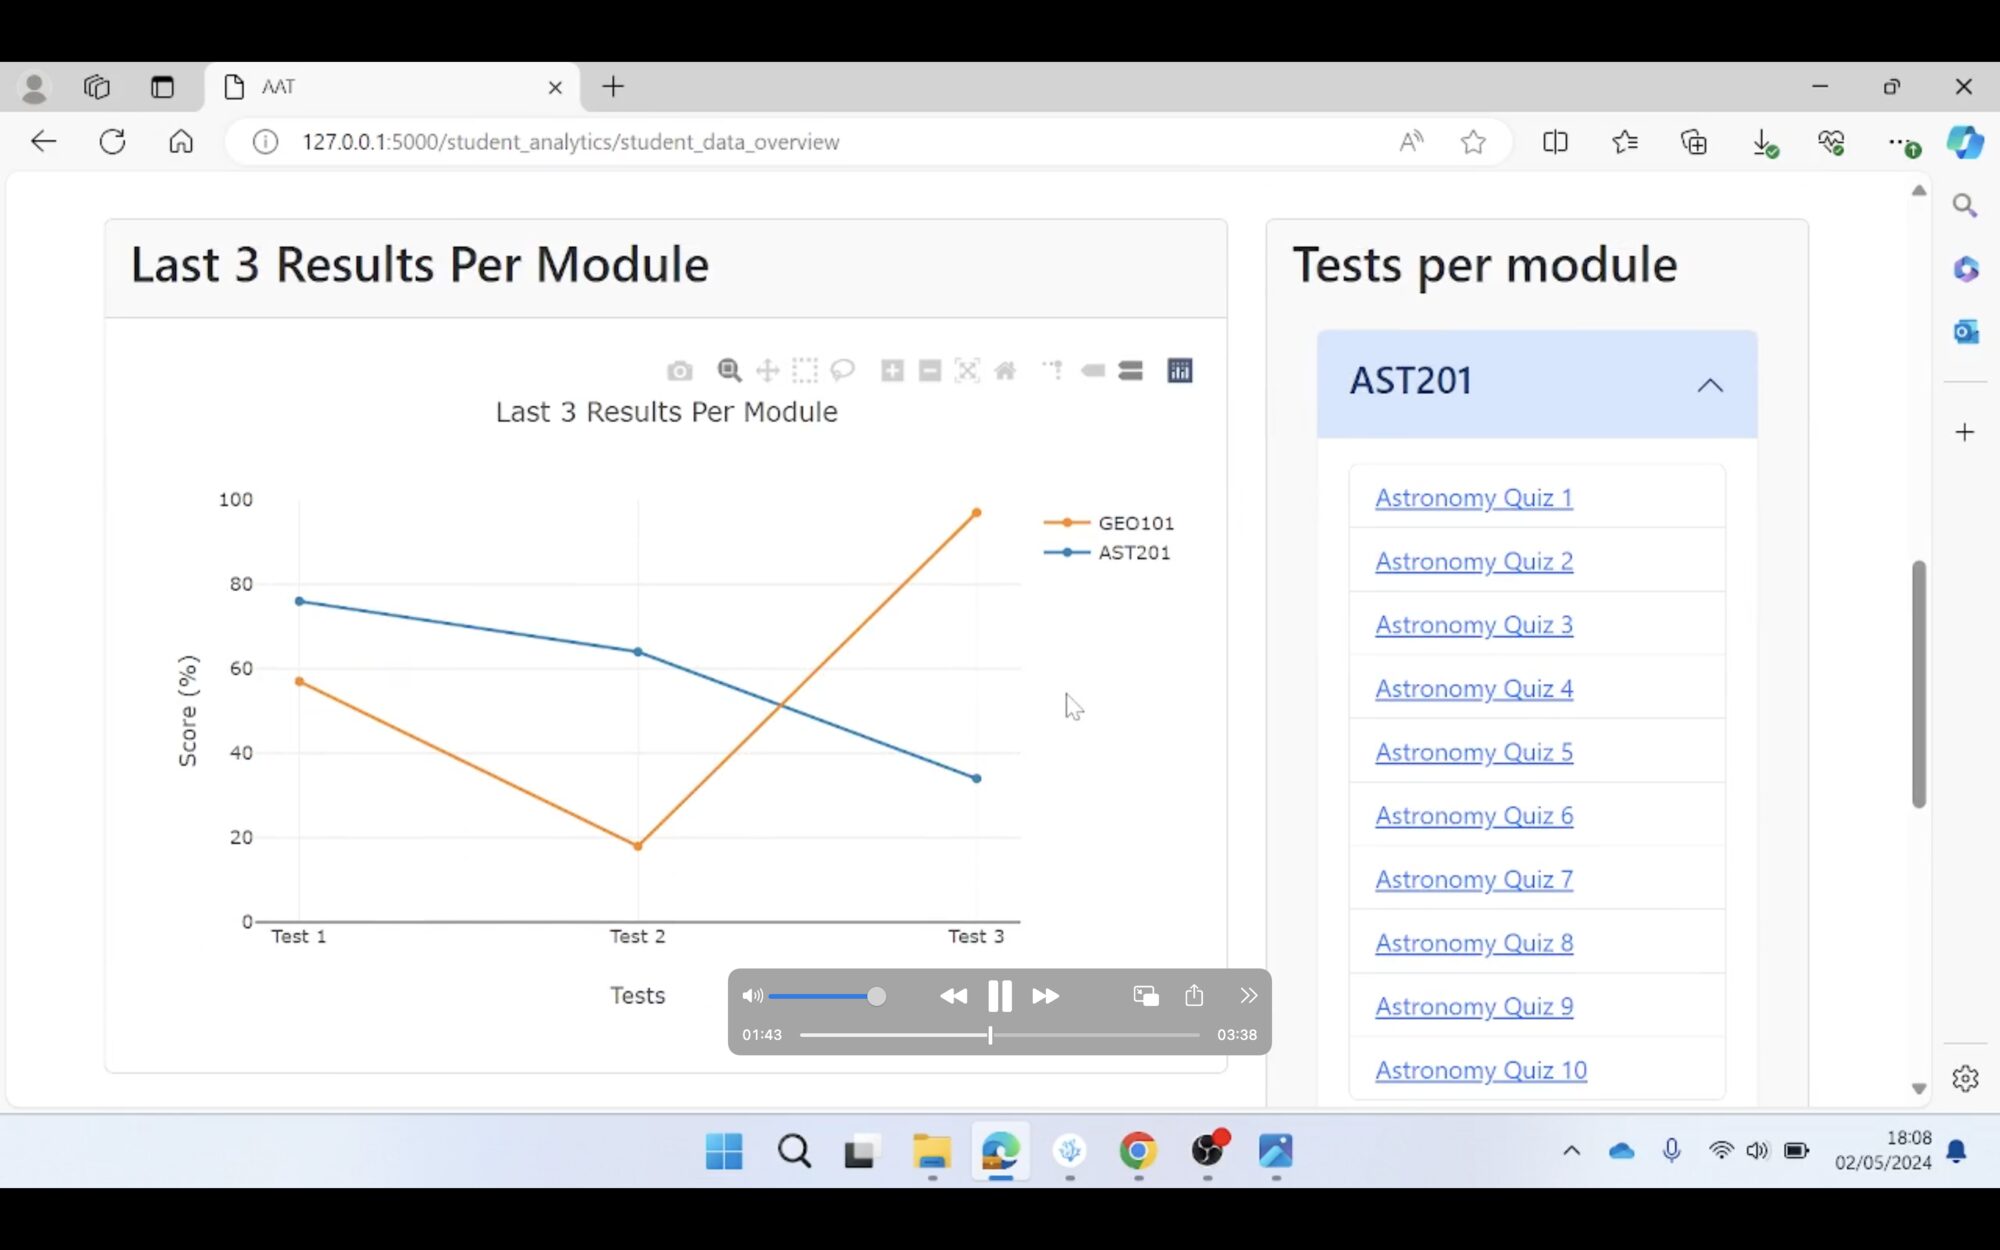 AAT
127.0.0.1:5000/student_analytics/student_data_overview
Last 3 Results Per Module
Last 3 Results Per Module
100
80
60
40
20
0
Score (%)
Test 1
Test 2
Test 3
Tests
GEO101
AST201
Tests per module
AST201
Astronomy Quiz 1
Astronomy Quiz 2
Astronomy Quiz 3
Astronomy Quiz 4
Astronomy Quiz 5
Astronomy Quiz 6
Astronomy Quiz 7
Astronomy Quiz 8
Astronomy Quiz 9
Astronomy Quiz 10
01:43
03:38
18:08
02/05/2024